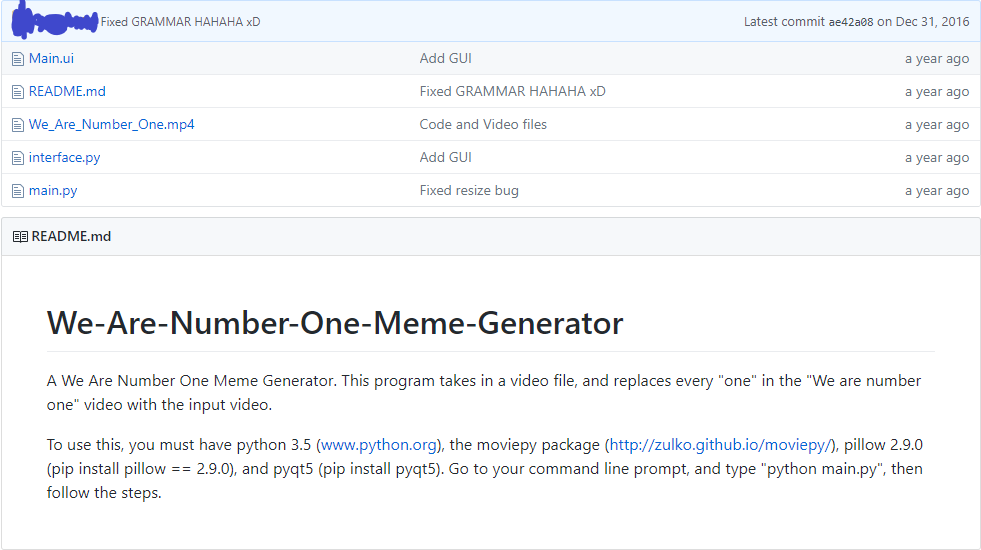 Fixed GRAMMAR HAHAHA xD Latest commit ae42a08 on Dec 31, 2016
Main.ui Add GUI a year ago
README.md Fixed GRAMMAR HAHAHA xD a year ago
We_Are_Number_One.mp4 Code and Video files a year ago
interface.py Add GUI a year ago
main.py Fixed resize bug a year ago
README.md
We-Are-Number-One-Meme-Generator
A We Are Number One Meme Generator. This program takes in a video file, and replaces every "one" in the "We are number
one" video with the input video.
To use this, you must have python 3.5 (www.python.org), the moviepy package (http://zulko.github.io/moviepy/), pillow 2.9.0
(pip install pillow == 2.9.0), and pyqt5 (pip install pyqt5). Go to your command line prompt, and type "python main.py", then
follow the steps.